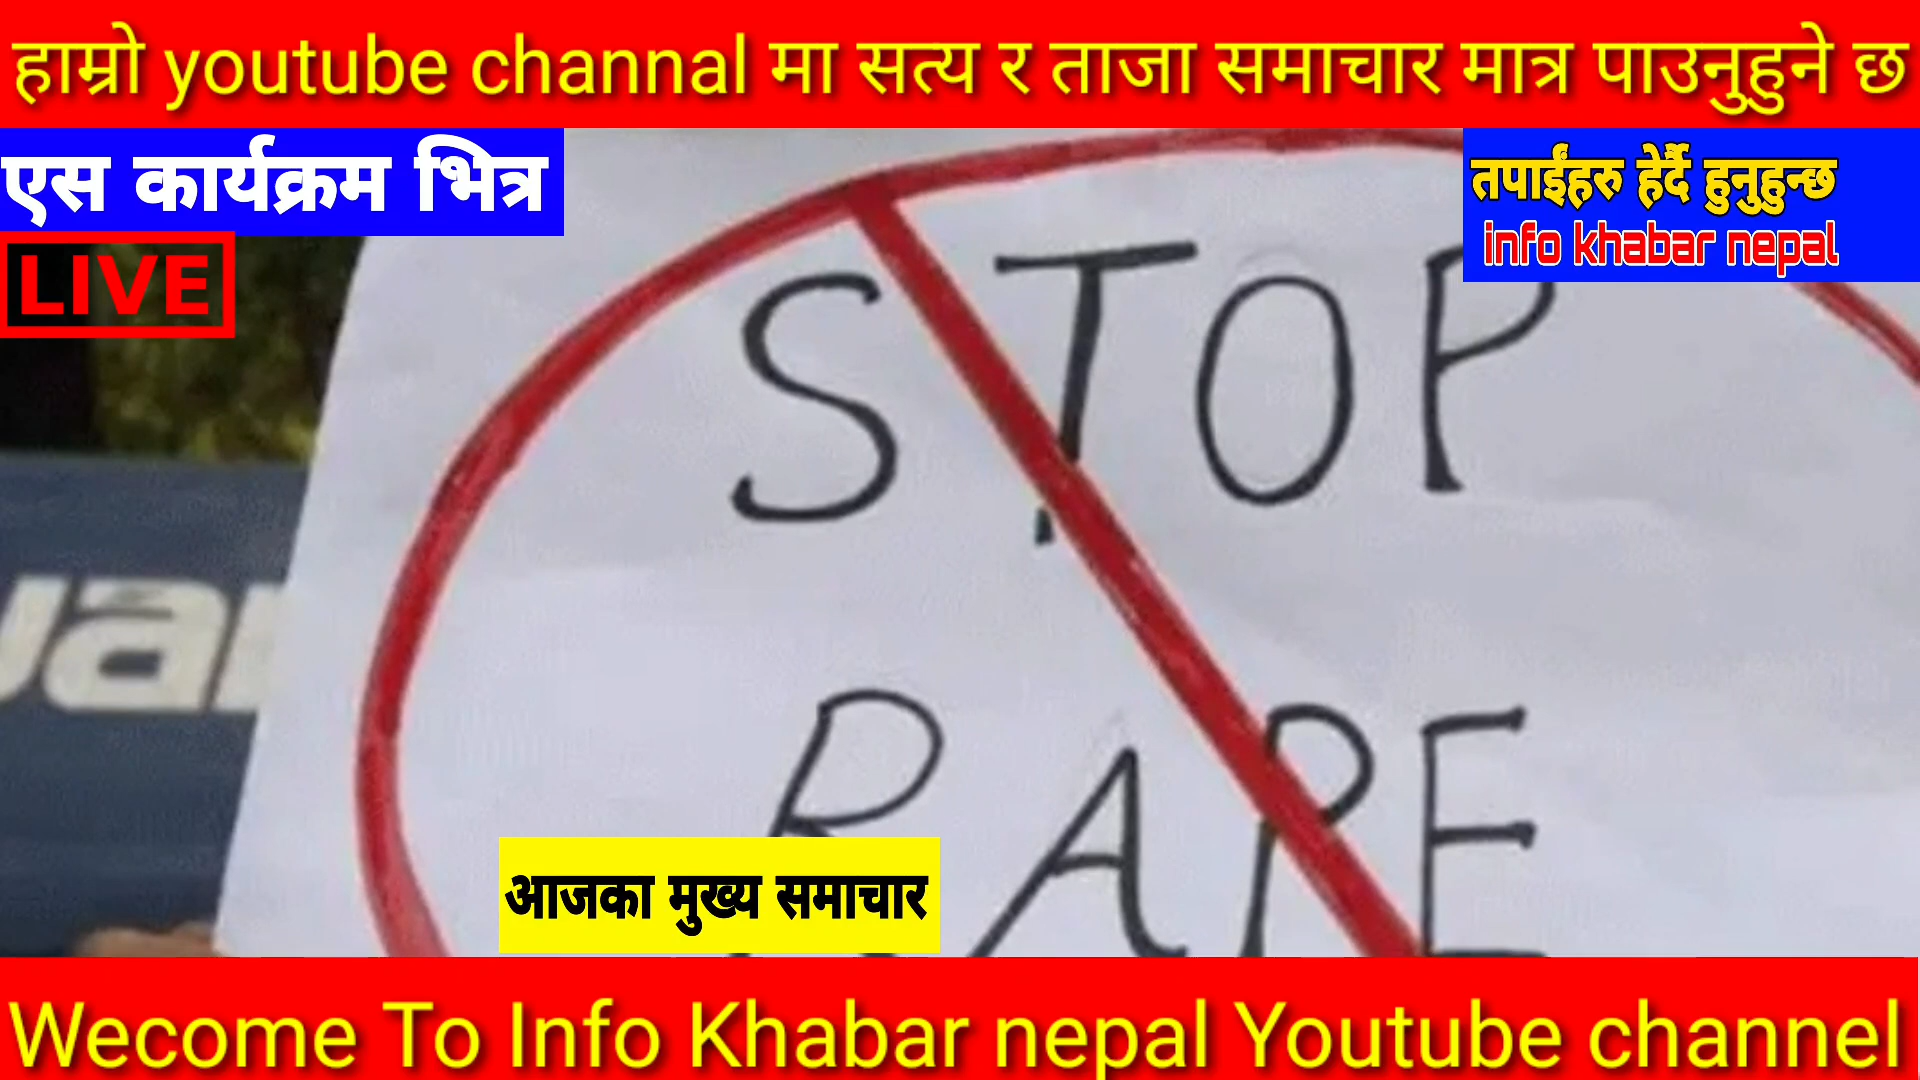 हाम्रो youtube channal मा सत्य र ताजा समाचार मात्र पाउनुहुने छ
एस कार्यक्रम भित्र
तपाईंहरु हेर्दै हुनुहुन्छ
info khabar nepal
LIVE
STOP
RAPE
आजका मुख्य समाचार
Wecome To Info Khabar nepal Youtube channel